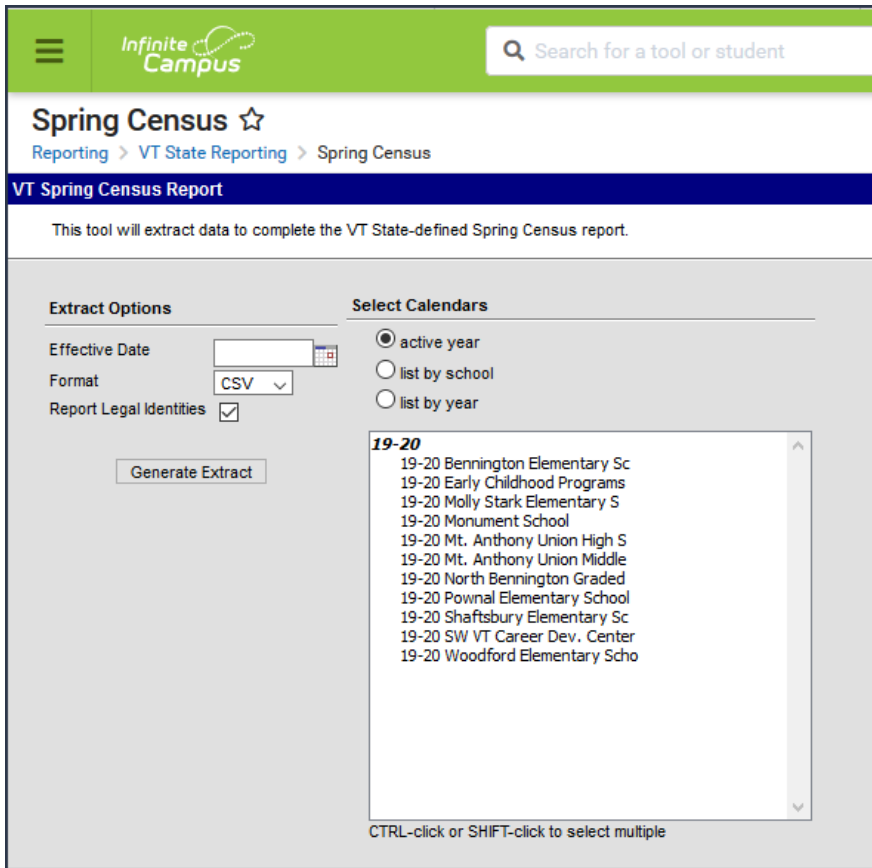 Infinite
Campus
Search for a tool or student
Spring Census
Reporting > VT State Reporting > Spring Census
VT Spring Census Report
This tool will extract data to complete the VT State-defined Spring Census report.
Extract Options
Effective Date
Format
CSV
Report Legal Identities
Generate Extract
Select Calendars
active year
list by school
list by year
19-20
19-20 Bennington Elementary Sc
19-20 Early Childhood Programs
19-20 Molly Stark Elementary S
19-20 Monument School
19-20 Mt. Anthony Union High S
19-20 Mt. Anthony Union Middle
19-20 North Bennington Graded
19-20 Pownal Elementary School
19-20 Shaftsbury Elementary Sc
19-20 SW VT Career Dev. Center
19-20 Woodford Elementary Scho
CTRL-click or SHIFT-click to select multiple